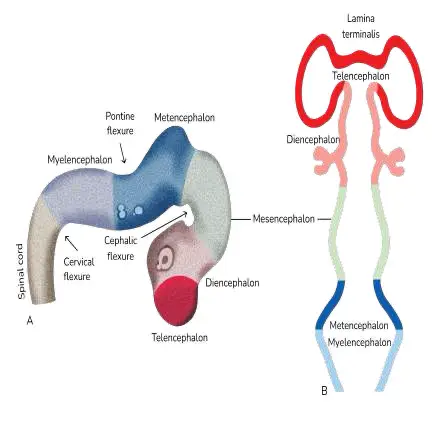 Lamina
terminalis
Telencephalon
Metencephalon
Pontine
flexure
Diencephalon
Myelencephalon
Mesencephalon
Cephalic
flexure
Cervical
flexure
Spinal cord
Diencephalon
A
Telencephalon
Metencephalon
Myelencephalon
B